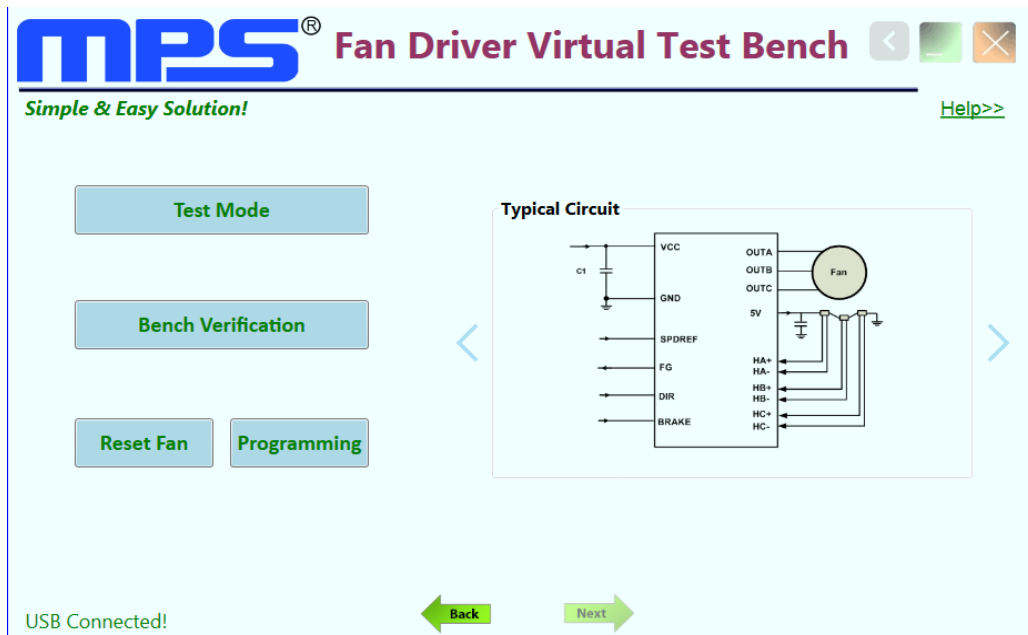 MPS® Fan Driver Virtual Test Bench
Simple & Easy Solution!
Help>>
Test Mode
Bench Verification
Reset Fan
Programming
Typical Circuit
C1
VCC
GND
SPDREF
FG
DIR
BRAKE
OUTA
OUTB
OUTC
5V
HA+
HA-
HB+
HB-
HC+
HC-
Fan
USB Connected!
Back
Next